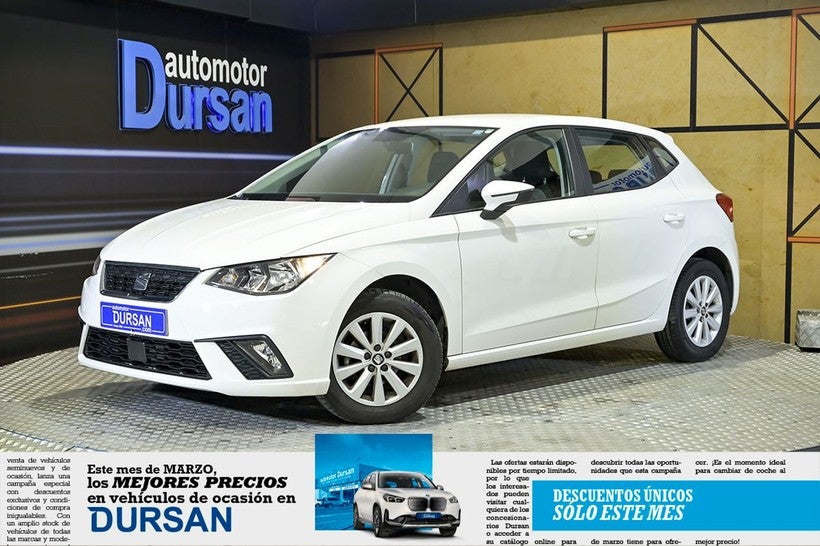 automotor
Dursan
automotor
DURSAN
.com
venta de vehículos
seminuevos y de
ocasión, lanza una
campaña especial
con descuentos
exclusivos y condi-
ciones de compra
inigualables. Con
un amplio stock de
vehículos de todas
las marcas y mode-
Este mes de MARZO,
los MEJORES PRECIOS
en vehículos de ocasión en
DURSAN
automotor Dursan
Las ofertas estarán dispo-
nibles por tiempo limitado,
por lo que
los interesa-
dos pueden
visitar cual-
quiera de los
concesiona-
rios Dursan
o acceder a
su catálogo
online para
descubrir todas las oportu-
nidades que esta campaña
de marzo tiene para ofre-
cer. ¡Es el momento ideal
para cambiar de coche al
mejor precio!
DESCUENTOS ÚNICOS
SÓLO ESTE MES